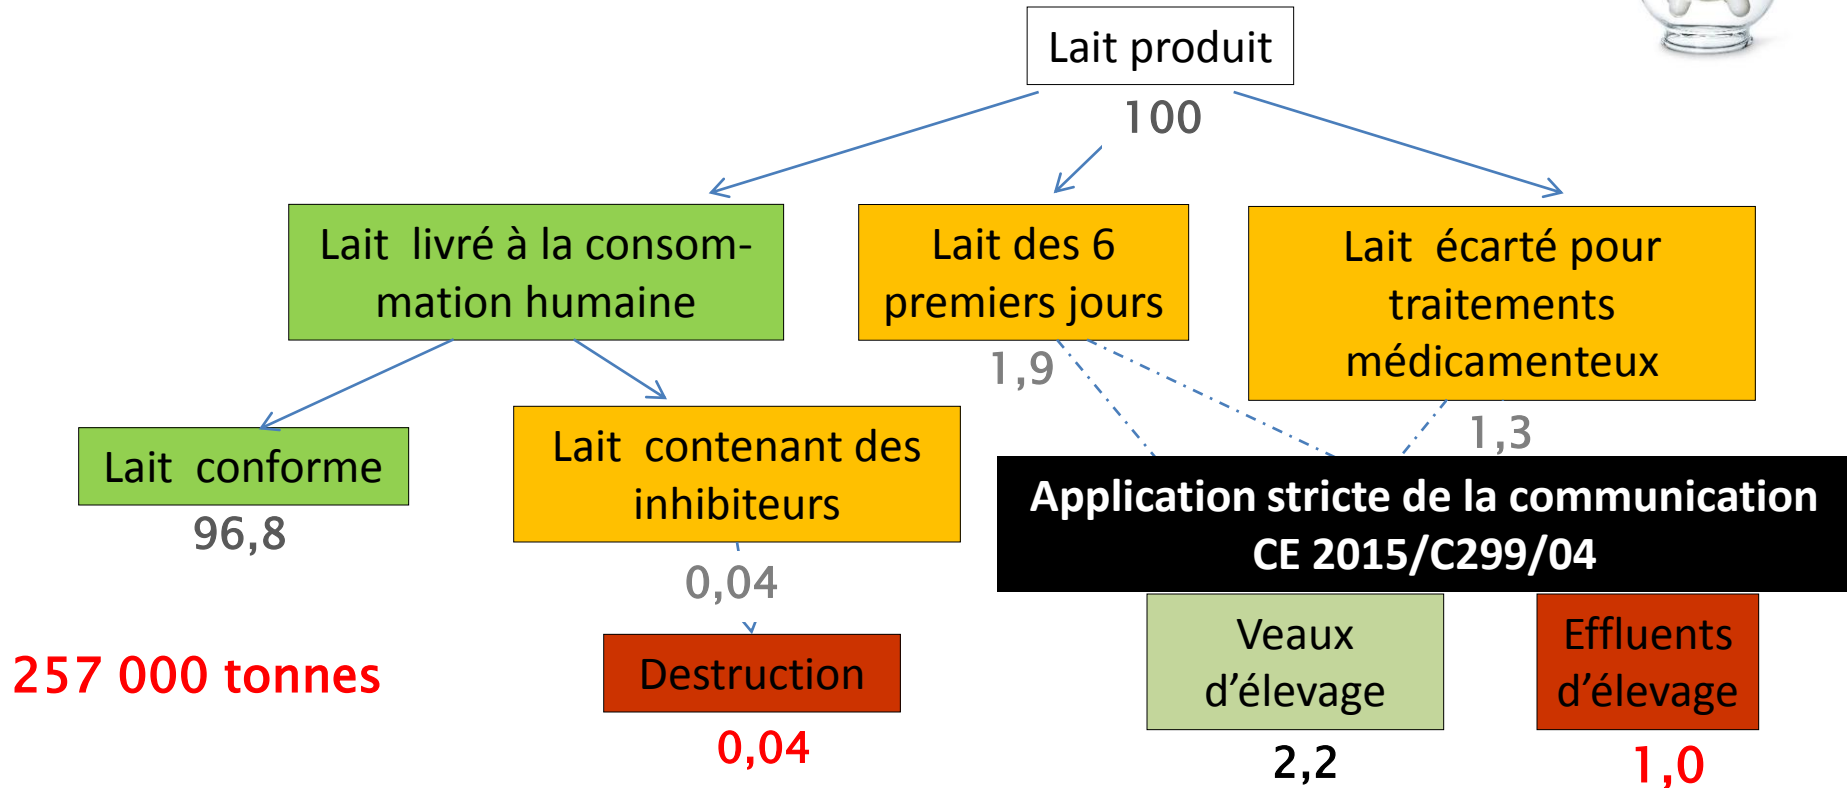 Lait produit
100
Lait livré à la consom-
mation humaine
Lait des 6
premiers jours
1,9
Lait écarté pour
traitements
médicamenteux
1,3
Lait conforme
96,8
Lait contenant des
inhibiteurs
0,04
Application stricte de la communication
CE 2015/C299/04
257 000 tonnes
Destruction
0,04
Veaux
d’élevage
2,2
Effluents
d’élevage
1,0